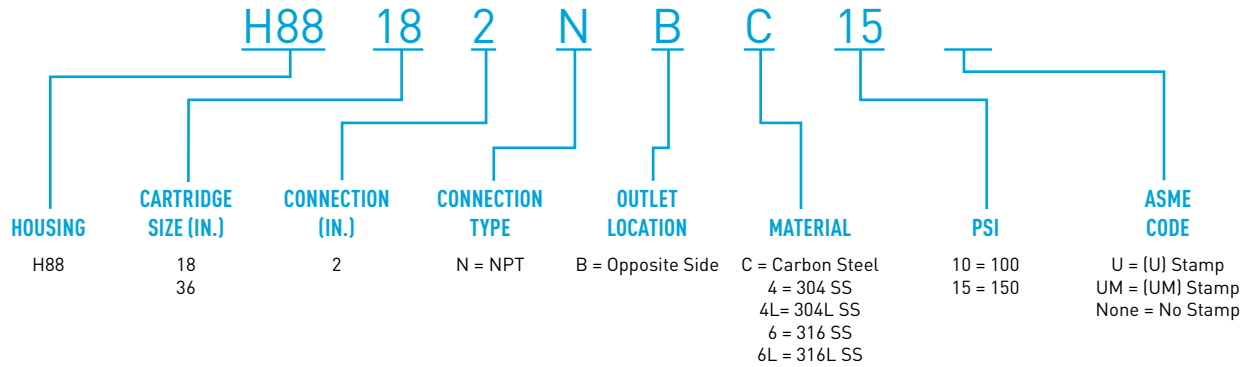 H88 18 2 N B C 15
HOUSING
H88
CARTRIDGE
SIZE (IN.)
18
36
CONNECTION
(IN.)
2
CONNECTION
TYPE
N = NPT
OUTLET
LOCATION
B = Opposite Side
MATERIAL
C = Carbon Steel
4 = 304 SS
4L= 304L SS
6 = 316 SS
6L = 316L SS
PSI
10 = 100
15 = 150
ASME
CODE
U = (U) Stamp
UM = (UM) Stamp
None = No Stamp